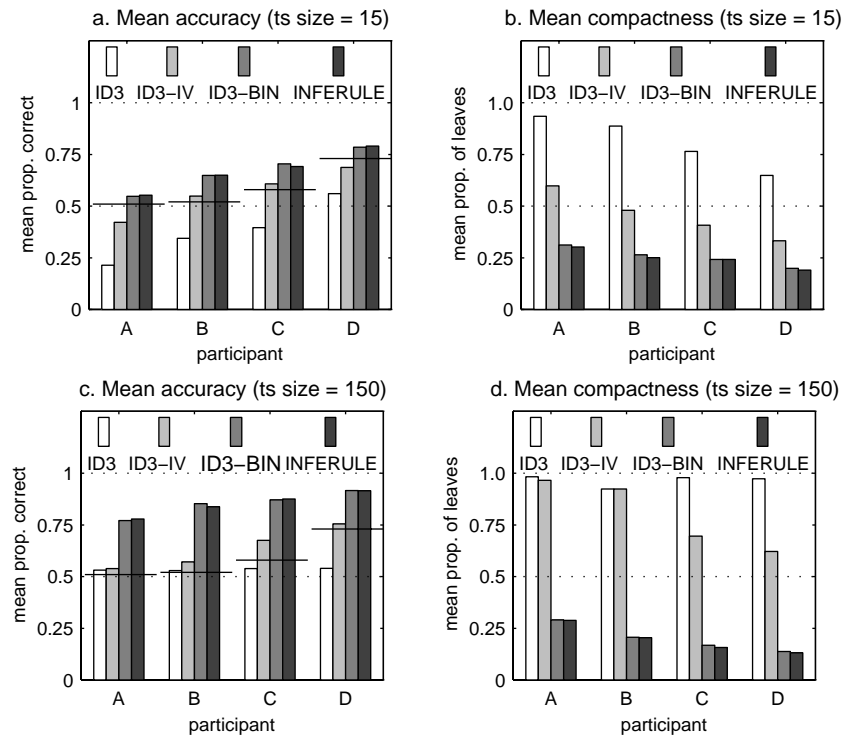 a. Mean accuracy (ts size = 15)
ID3 ID3-IV ID3-BIN INFERULE
mean prop. correct
1
0.75
0.5
0.25
0
A B C D
participant
b. Mean compactness (ts size = 15)
ID3 ID3-IV ID3-BIN INFERULE
mean prop. of leaves
1
0.75
0.5
0.25
0
A B C D
participant
c. Mean accuracy (ts size = 150)
ID3 ID3-IV ID3-BIN INFERULE
mean prop. correct
1
0.75
0.5
0.25
0
A B C D
participant
d. Mean compactness (ts size = 150)
ID3 ID3-IV ID3-BIN INFERULE
mean prop. of leaves
1.0
0.75
0.5
0.25
0
A B C D
participant